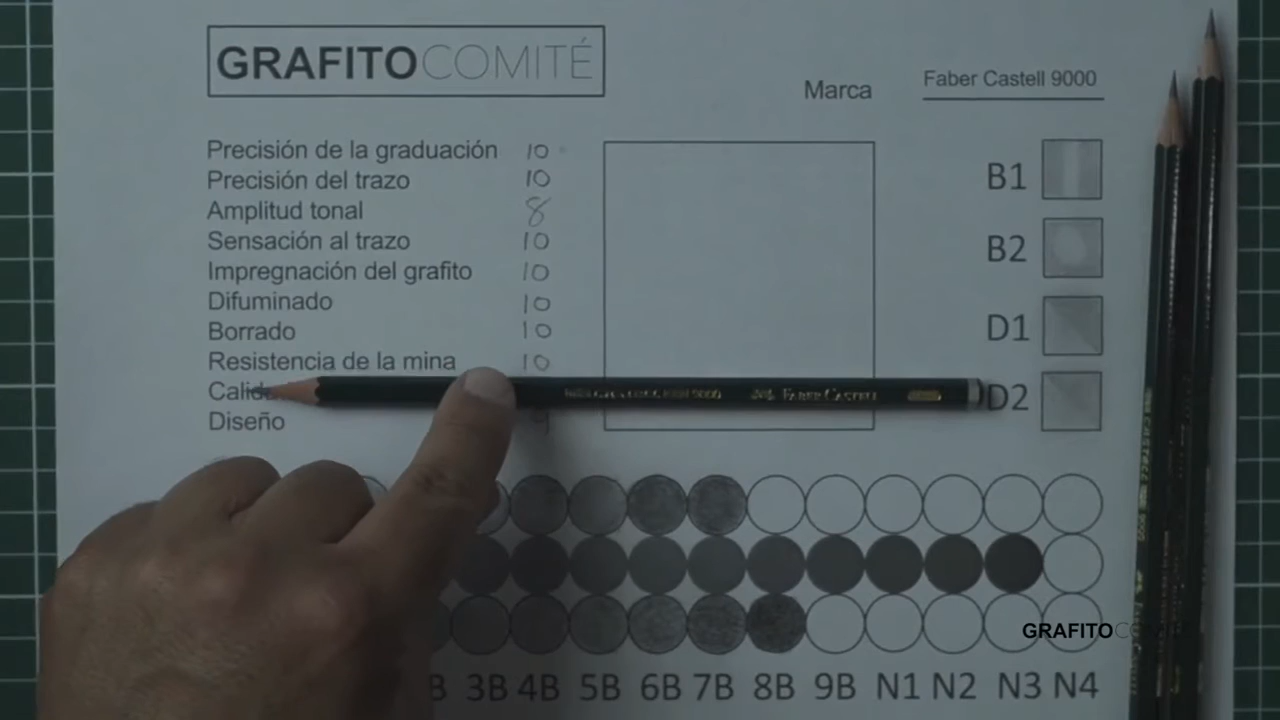 GRAFITOCOMITÉ
Marca Faber Castell 9000
Precisión de la graduación 10
Precisión del trazo 10
Amplitud tonal 8
Sensación al trazo 10
Impregnación del grafito 10
Difuminado 10
Borrado 10
Resistencia de la mina 10
Diseño
B1
B2
D1
D2
9000 FABER-CASTELL
3B 4B 5B 6B 7B 8B 9B N1 N2 N3 N4
GRAFITOCOMITÉ